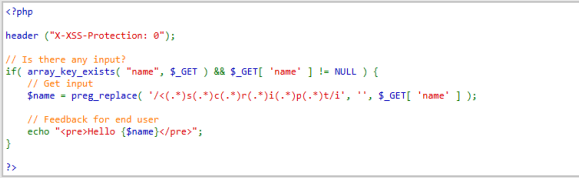 <?php
header ("X-XSS-Protection: 0");
// Is there any input?
if( array_key_exists( "name", $_GET ) && $_GET[ 'name' ] != NULL ) {
    // Get input
    $name = preg_replace( '/<(.*)s(.*)c(.*)r(.*)i(.*)p(.*)t/i', '', $_GET[ 'name' ] );
    // Feedback for end user
    echo "<pre>Hello {$name}</pre>";
}
?>